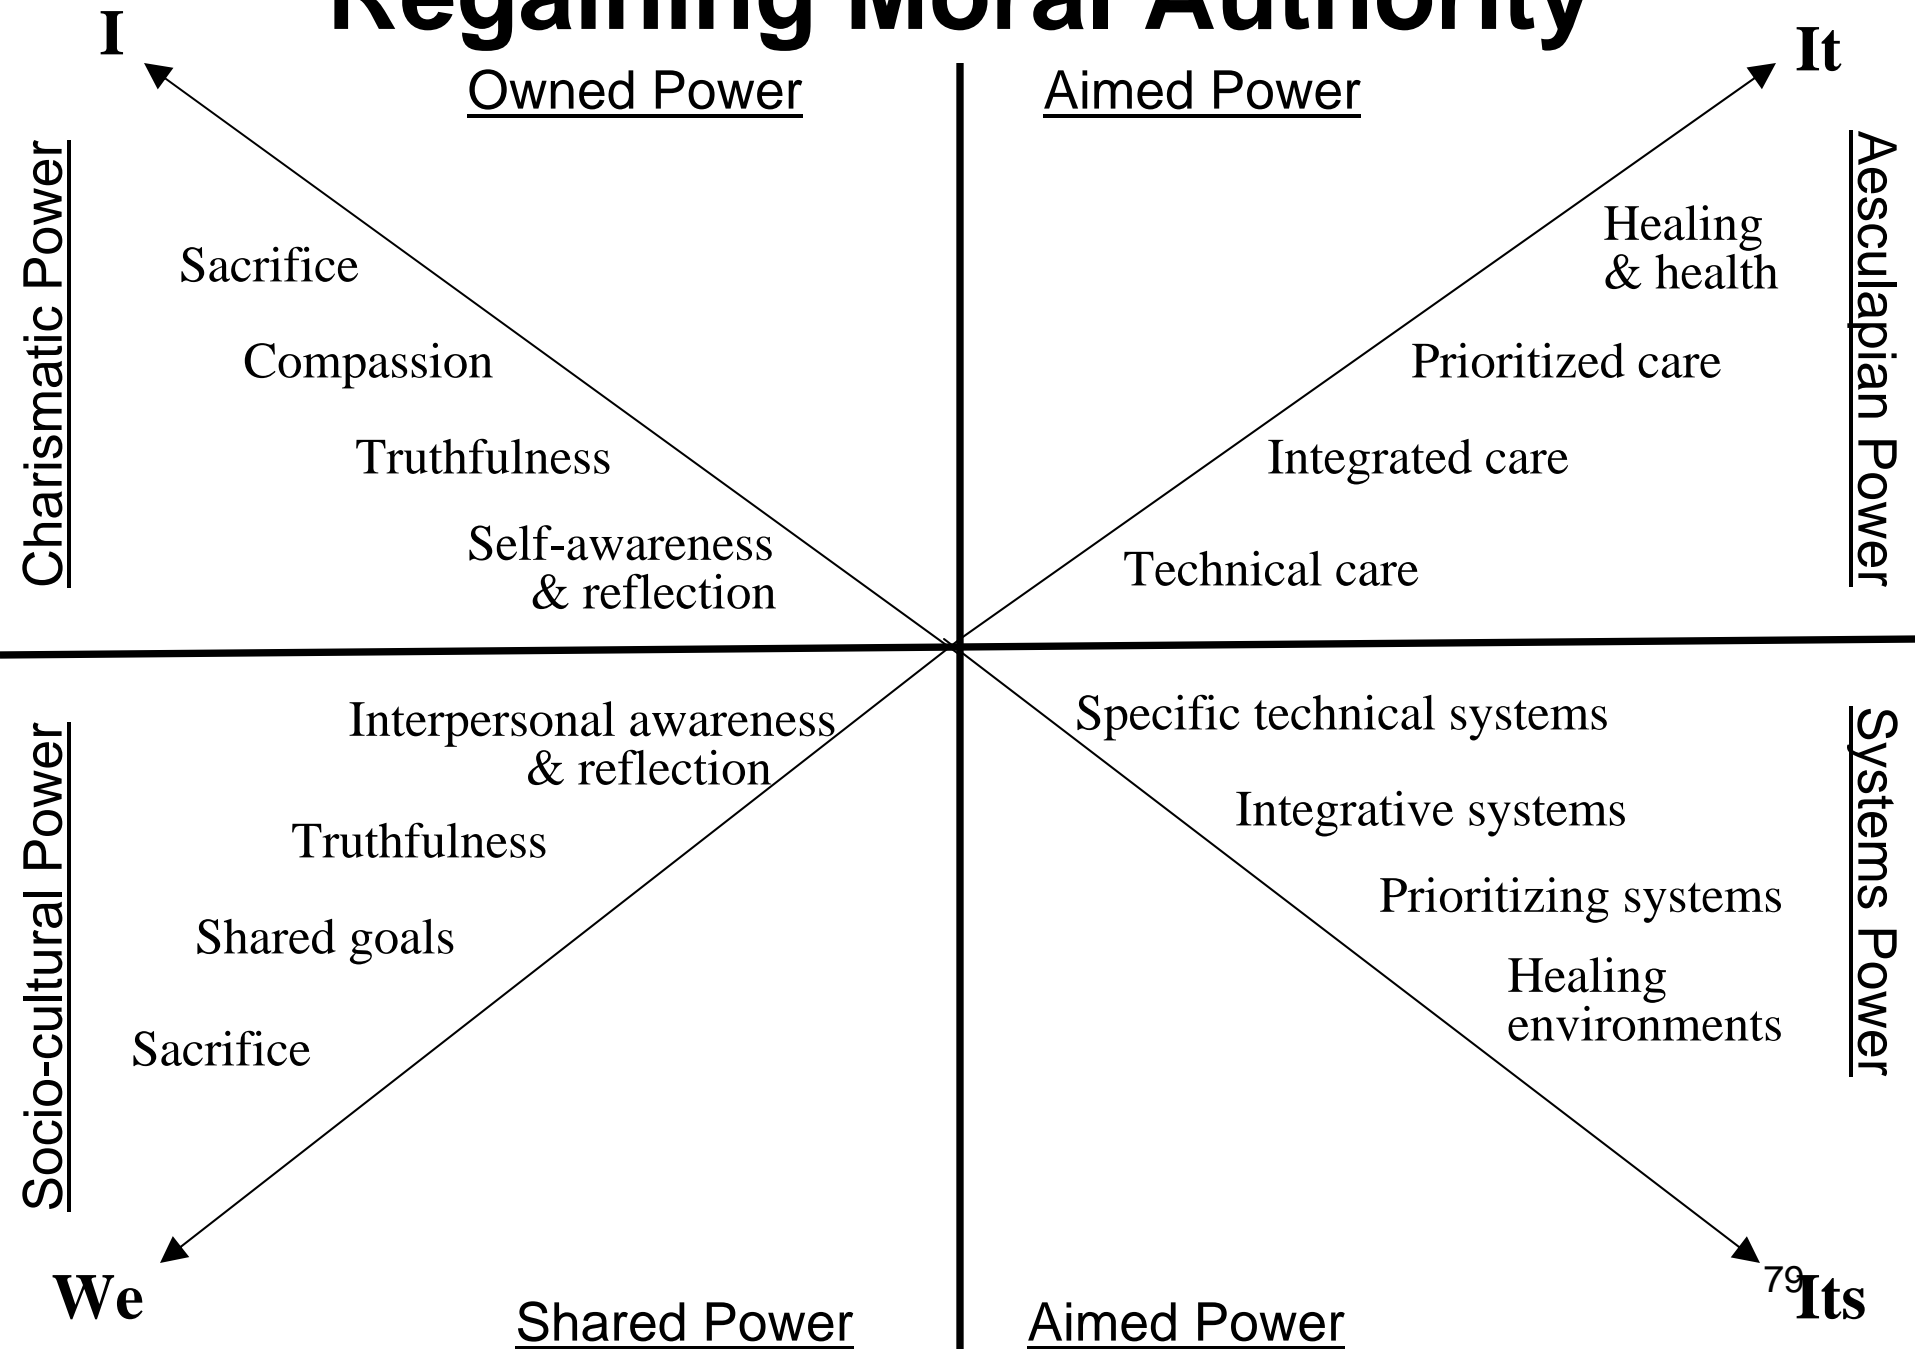 Regaining Moral Authority
I
It
Owned Power
Aimed Power
Charismatic Power
Sacrifice
Compassion
Truthfulness
Self-awareness
& reflection
Healing
& health
Prioritized care
Integrated care
Technical care
Aesculapian Power
Socio-cultural Power
Interpersonal awareness
& reflection
Truthfulness
Shared goals
Sacrifice
Specific technical systems
Integrative systems
Prioritizing systems
Healing
environments
Systems Power
We
79
Its
Shared Power
Aimed Power